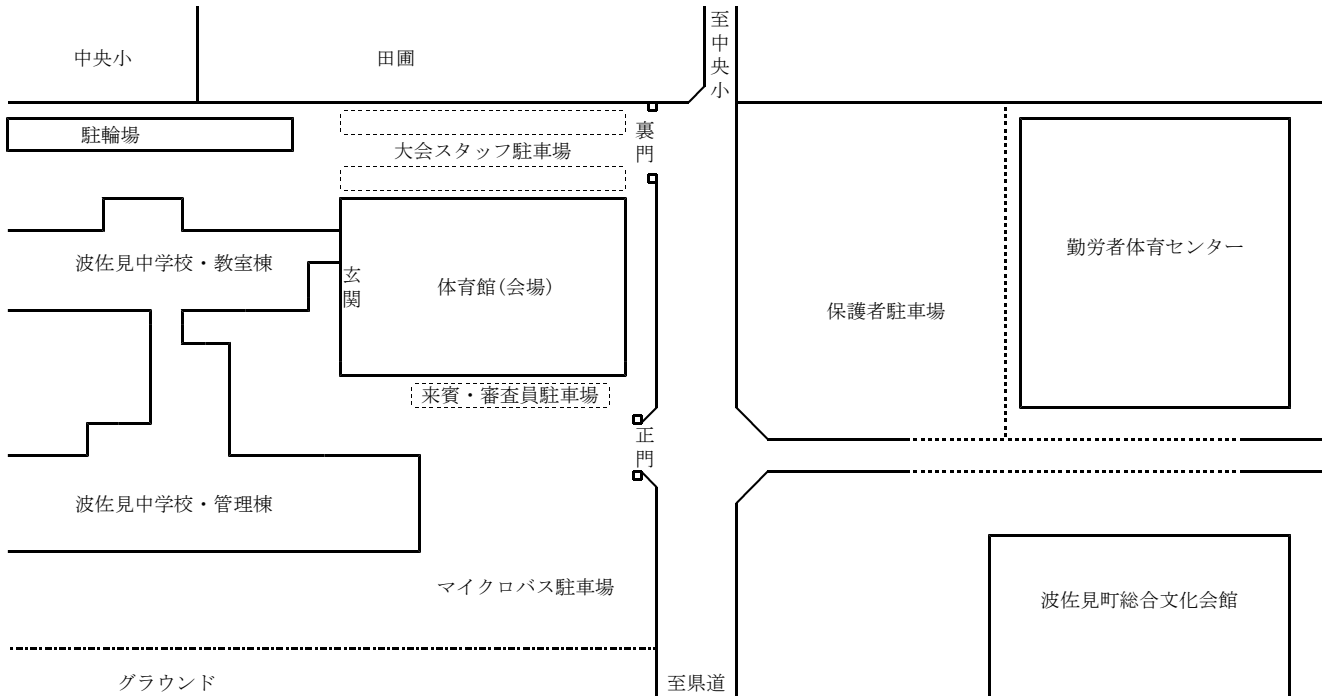 中央小
田圃
至中央小
駐輪場
大会スタッフ駐車場
裏門
波佐見中学校・教室棟
玄関
体育館(会場)
勤労者体育センター
保護者駐車場
来賓・審査員駐車場
正門
波佐見中学校・管理棟
マイクロバス駐車場
波佐見町総合文化会館
グラウンド
至県道